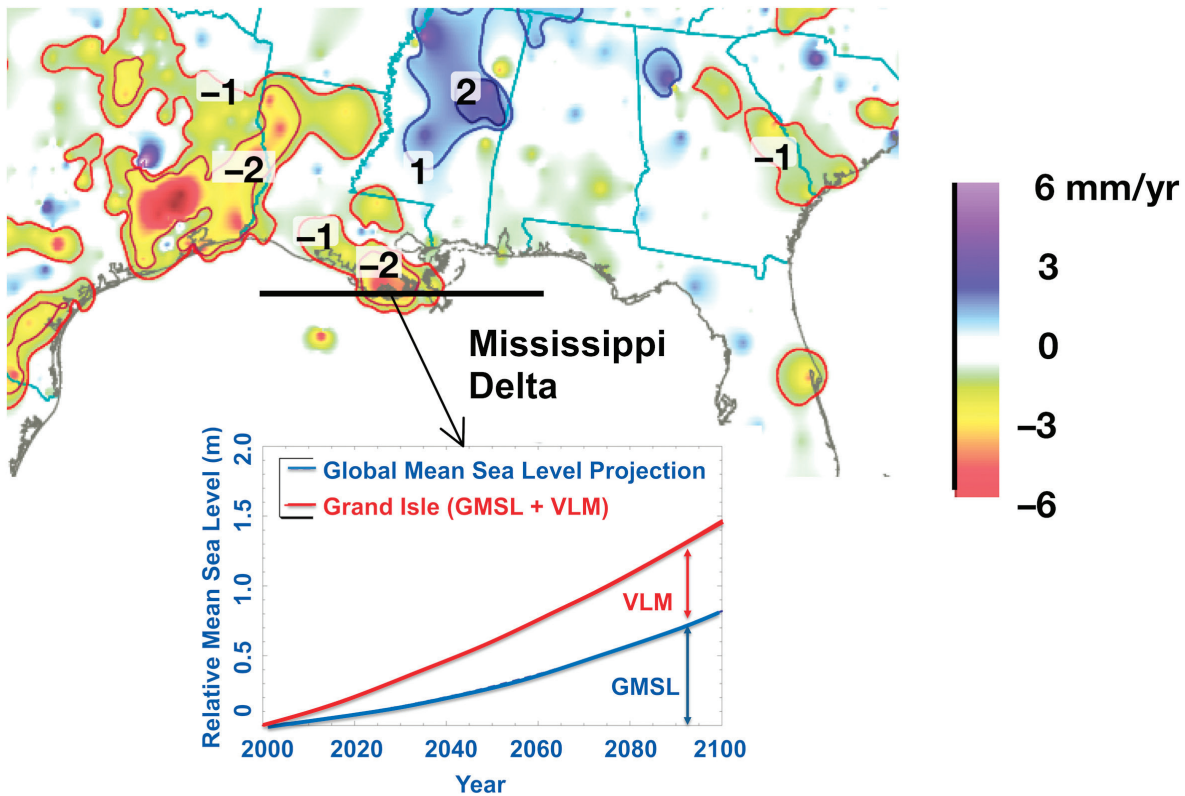 –1
2
–2
1
–1
–1
–2
6 mm/yr
3
0
–3
–6
Mississippi
Delta
Global Mean Sea Level Projection
Grand Isle (GMSL + VLM)
Relative Mean Sea Level (m)
2.0
1.5
1.0
0.5
0
VLM
GMSL
2000 2020 2040 2060 2080 2100
Year